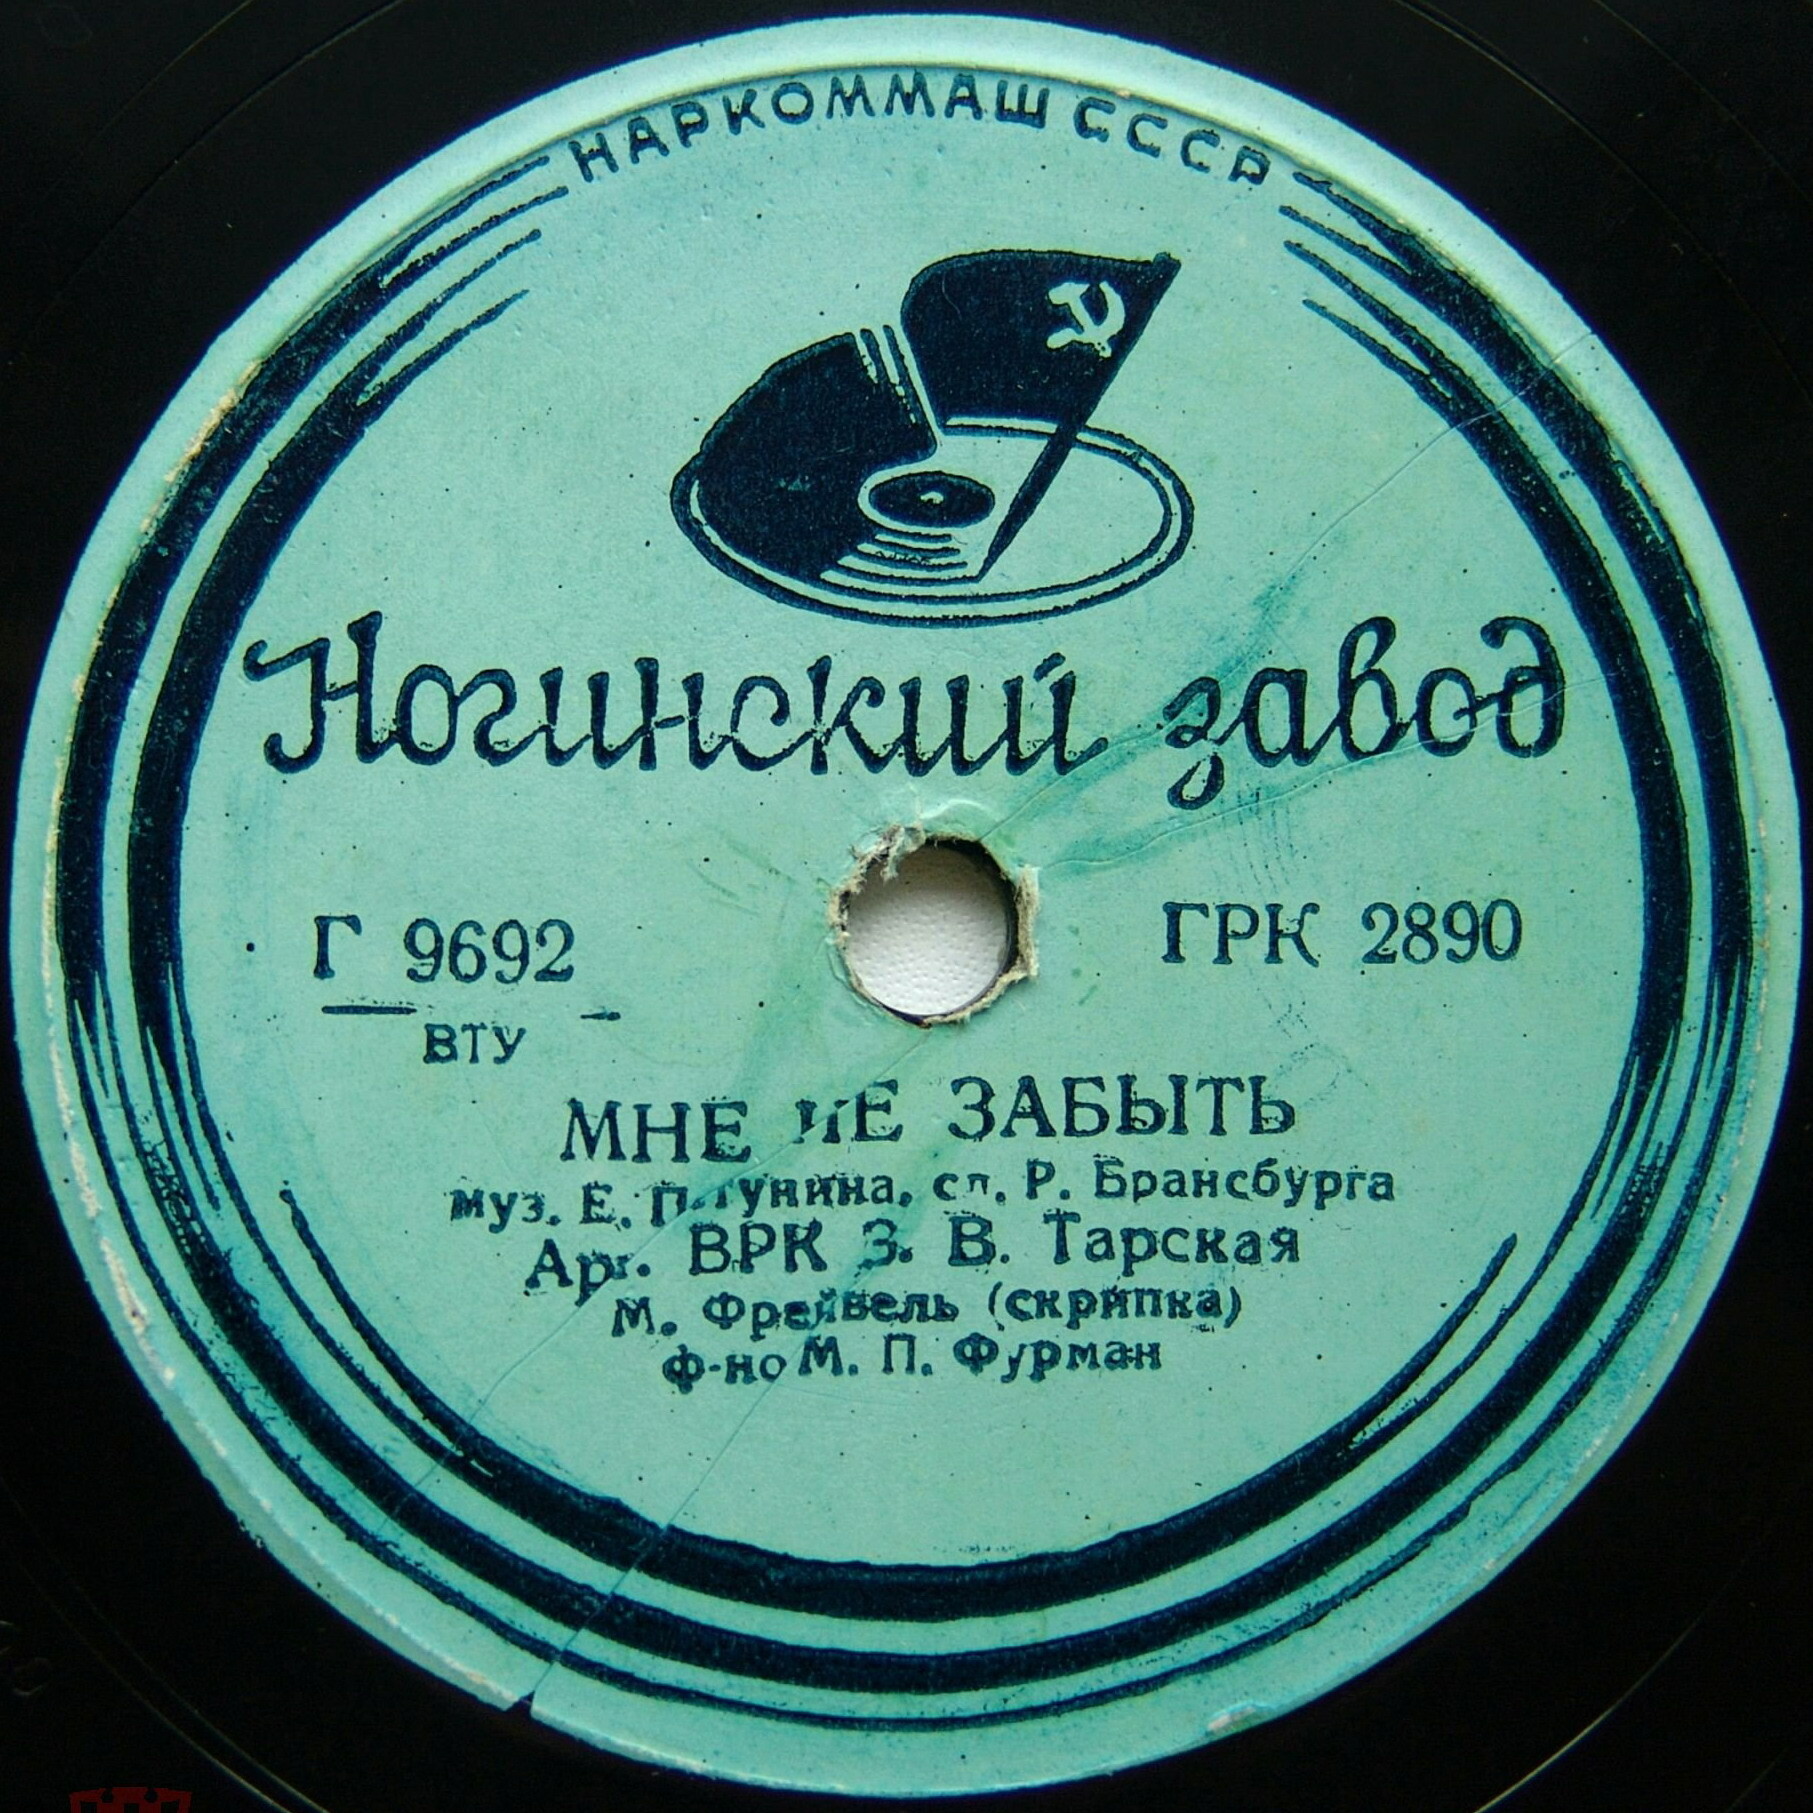 НАРКОММАШ СССР
Ногинский завод
Г 9692
ГРК 2890
ВТУ
МНЕ НЕ ЗАБЫТЬ
муз. Е. сл. Р. Брансбурга
Арт. ВРК З. В. Тарская
М. Фрейвель (скрипка)
ф-но М. П. Фурман